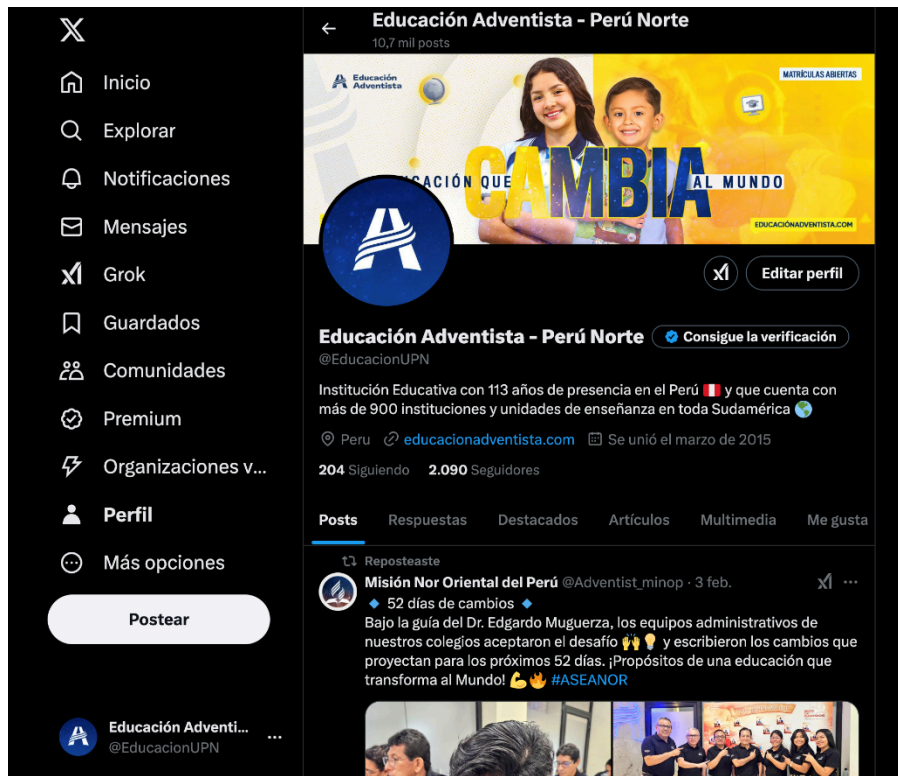 Inicio
Explorar
Notificaciones
Mensajes
Grok
Guardados
Comunidades
Premium
Organizaciones v...
Perfil
Más opciones
Postear
Educación Adventi...
@EducacionUPN
Educación Adventista - Perú Norte
10,7 mil posts
Educación
Adventista
MATRÍCULAS ABIERTAS
CACIÓN QUE CAMBIA AL MUNDO
EDUCACIÓNADVENTISTA.COM
Editar perfil
Educación Adventista - Perú Norte Consigue la verificación
@EducacionUPN
Institución Educativa con 113 años de presencia en el Perú 🇵🇪 y que cuenta con
más de 900 instituciones y unidades de enseñanza en toda Sudamérica 🌎
Peru educacionadventista.com Se unió el marzo de 2015
204 Siguiendo 2.090 Seguidores
Posts Respuestas Destacados Artículos Multimedia Me gusta
Reposteaste
Misión Nor Oriental del Perú @Adventist_minop · 3 feb.
🔹 52 días de cambios 🔹
Bajo la guía del Dr. Edgardo Muguerza, los equipos administrativos de
nuestros colegios aceptaron el desafío 🙌💡 y escribieron los cambios que
proyectan para los próximos 52 días. ¡Propósitos de una educación que
transforma al Mundo! 💪🔥 #ASEANOR